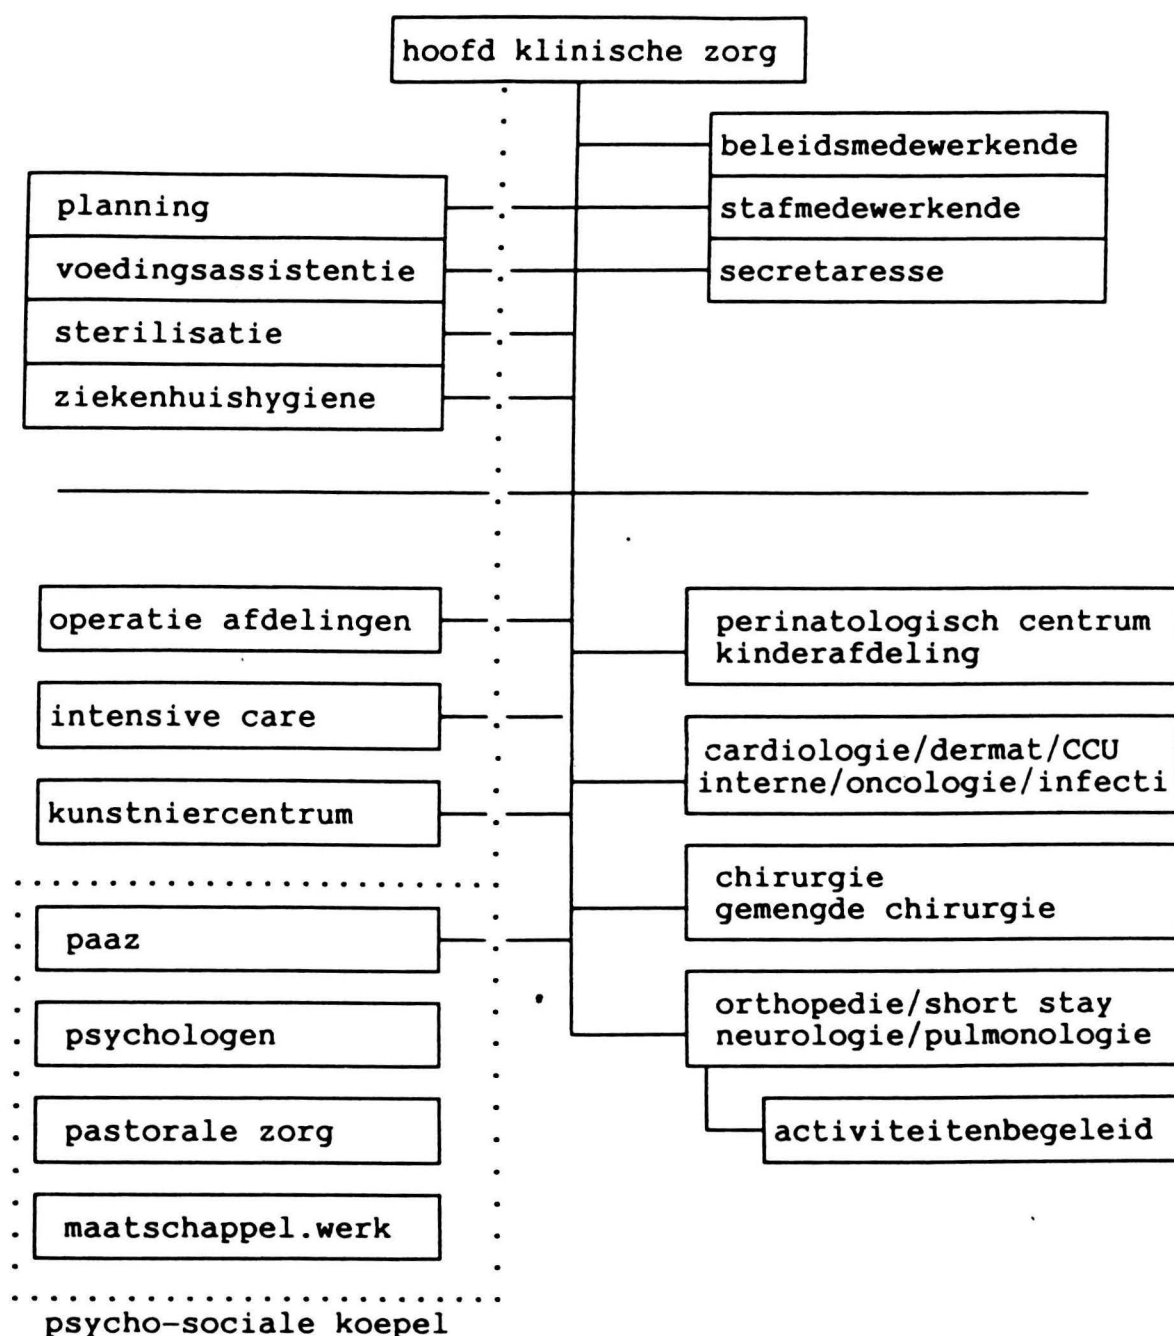 hoofd klinische zorg
beleidsmedewerkende
planning
stafmedewerkende
voedingsassistentie
secretaresse
sterilisatie
ziekenhuishygiene
operatie afdelingen
perinatologisch centrum
kinderafdeling
intensive care
cardiologie/dermat/CCU
interne/oncologie/infecti
kunstniercentrum
chirurgie
gemengde chirurgie
paaz
orthopedie/short stay
neurologie/pulmonologie
psychologen
activiteitenbegeleid
pastorale zorg
maatschappel.werk
psycho-sociale koepel